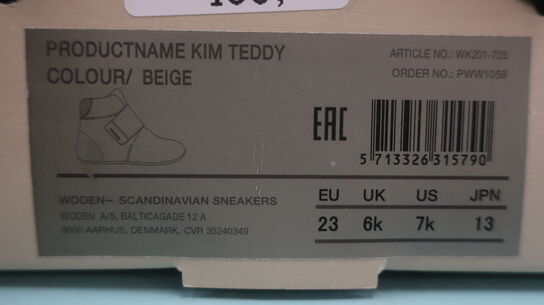 PRODUCTNAME KIM TEDDY
COLOUR/ BEIGE
ARTICLE NO.: WK201-705
ORDER NO.: PWW1058
EAC
5 713326 315790
WODEN– SCANDINAVIAN SNEAKERS
WODEN A/S, BALTICAGADE 12 A
8000 AARHUS, DENMARK, CVR 35240349
EU UK US JPN
23 6k 7k 13